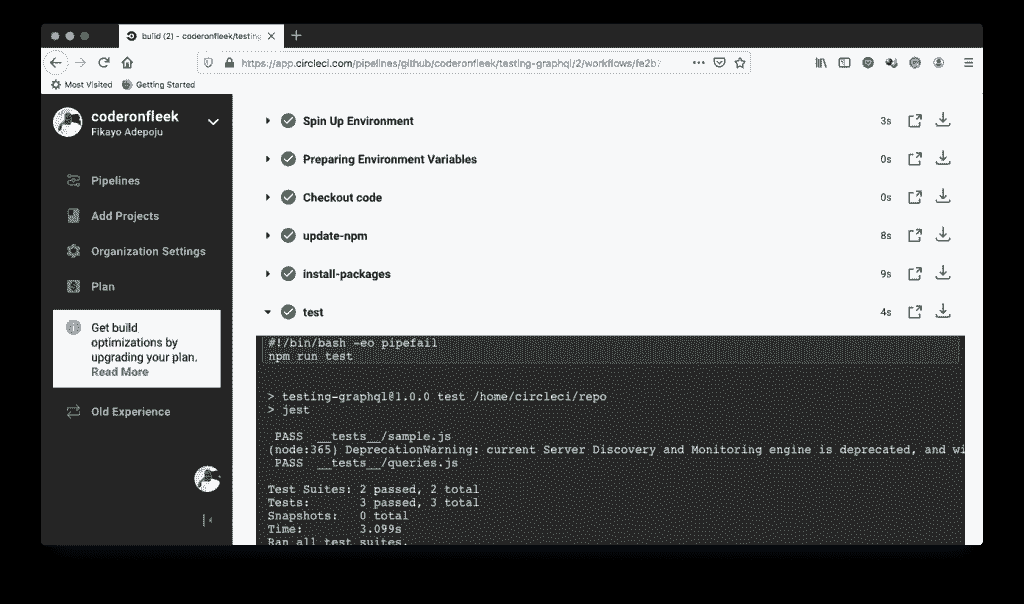 build (2) - coderonfleek/testing-
https://app.circleci.com/pipelines/github/coderonfleek/testing-graphql/2/workflows/fe2b
Most Visited
Getting Started
coderonfleek
Fikayo Adepoju
Pipelines
Add Projects
Organization Settings
Plan
Get build
optimizations by
upgrading your plan.
Read More
Old Experience
Spin Up Environment 3s
Preparing Environment Variables 0s
Checkout code 0s
update-npm 8s
install-packages 9s
test 4s
#!/bin/bash -eo pipefail
npm run test
> testing-graphql@1.0.0 test /home/circleci/repo
> jest
PASS __tests__/sample.js
(node:365) DeprecationWarning: current Server Discovery and Monitoring engine is deprecated, and wi
PASS __tests__/queries.js
Test Suites: 2 passed, 2 total
Tests: 3 passed, 3 total
Snapshots: 0 total
Time: 3.099s
Ran all test suites.